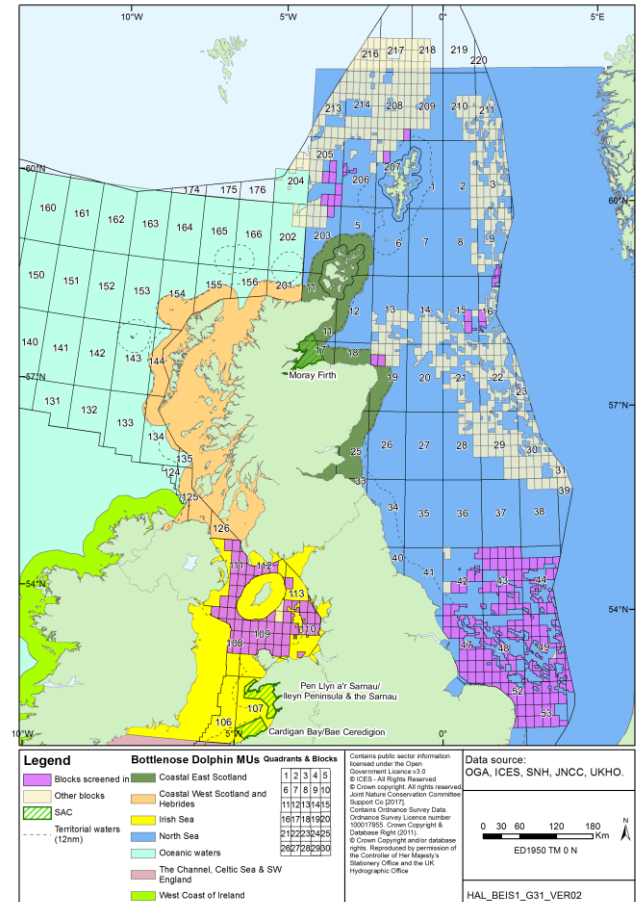 10°W 5°W 0° 5°E
216 217 218 219
220
213 214 208 209 210 211
60°N
205
204 206 207 1 2 3
60°N
174 175 176
160 161 162 163 164 165 166 202 203 5 6 7 8 9
150 151 152 153 154 155 156 201 11
12 13 14 15 16
140 141 142 143 144 11
17 18
57°N
Moray Firth
19 20 21 22 23
57°N
131 132 133 134
135 25 26 27 28 29 30 31
124 33 39
125 34 35 36 37 38
126
40 41
54°N
111 112 42 43 44
113
54°N
108 109 110 47 48 49
Pen Llyn a'r Sarnau/
lleyn Peninsula & the Sarnau
52
106 107 53
Cardigan Bay/Bae Ceredigion
10°W 5°W 0°
Legend
Blocks screened in
Other blocks
SAC
Territorial waters
(12nm)
Bottlenose Dolphin MUs
Coastal East Scotland
Coastal West Scotland and
Hebrides
Irish Sea
North Sea
Oceanic waters
The Channel, Celtic Sea & SW
England
West Coast of Ireland
Quadrants & Blocks
1 2 3 4 5
6 7 8 9 10
11 12 13 14 15
16 17 18 19 20
21 22 23 24 25
26 27 28 29 30
Contains public sector information
licensed under the Open
Government Licence v3.0
© ICES - All Rights Reserved
© Crown copyright. All rights reserved
Joint Nature Conservation Committee
Support Co [2017].
Contains Ordnance Survey Data.
Ordnance Survey Licence number
100017955. Crown Copyright &
Database Right (2011).
© Crown Copyright and/or database
rights. Reproduced by permission of
the Controller of Her Majesty's
Stationery Office and the UK
Hydrographic Office
Data source:
OGA, ICES, SNH, JNCC, UKHO.
0 30 60 120 180
Km
ED1950 TM 0 N
HAL_BEIS1_G31_VER02